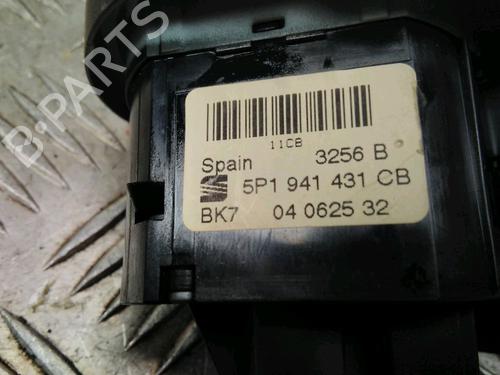 B-PARTS
11CB
Spain 3256 B
5P1 941 431 CB
BK7 04 0625 32